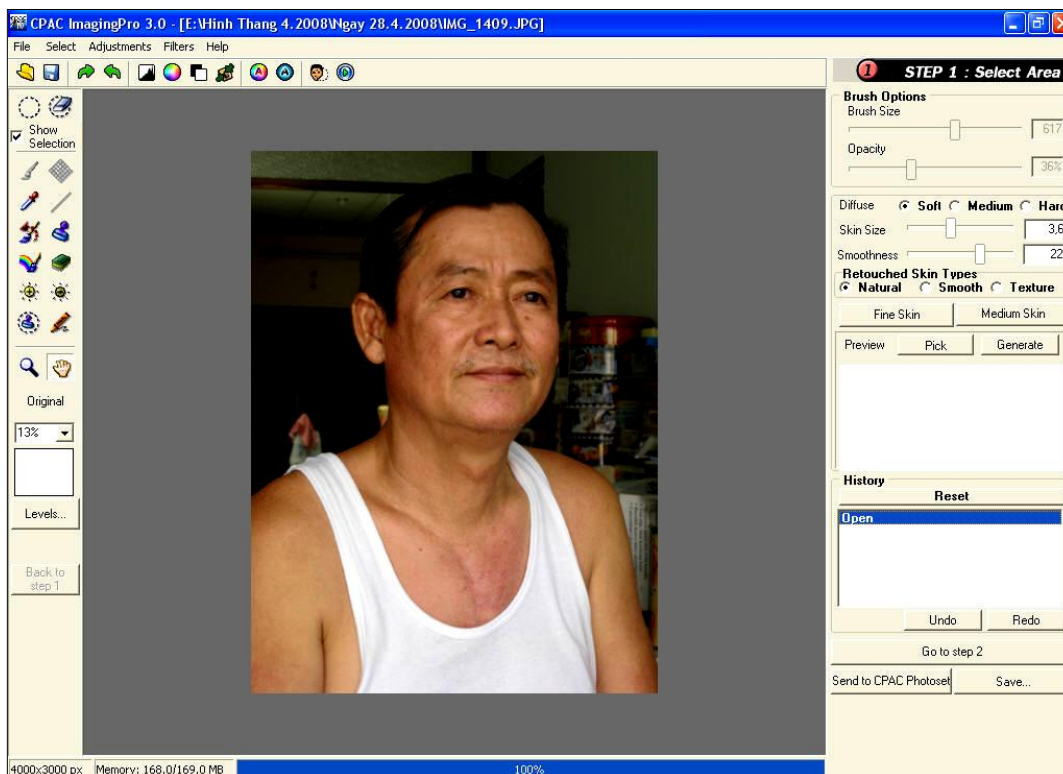 CPAC ImagingPro 3.0 - [E:\Hinh Thang 4.2008\Ngay 28.4.2008\IMG_1409.JPG]
File Select Adjustments Filters Help
1 STEP 1 : Select Area
Brush Options
Brush Size
617
Opacity
36%
Show
Selection
Diffuse Soft Medium Hard
Skin Size 3,6
Smoothness 22
Retouched Skin Types
Natural Smooth Texture
Fine Skin Medium Skin
Preview Pick Generate
Original
13%
Levels...
History
Reset
Open
Back to
step 1
Undo Redo
Go to step 2
Send to CPAC Photoset Save...
4000x3000 px Memory: 168.0/169.0 MB 100%